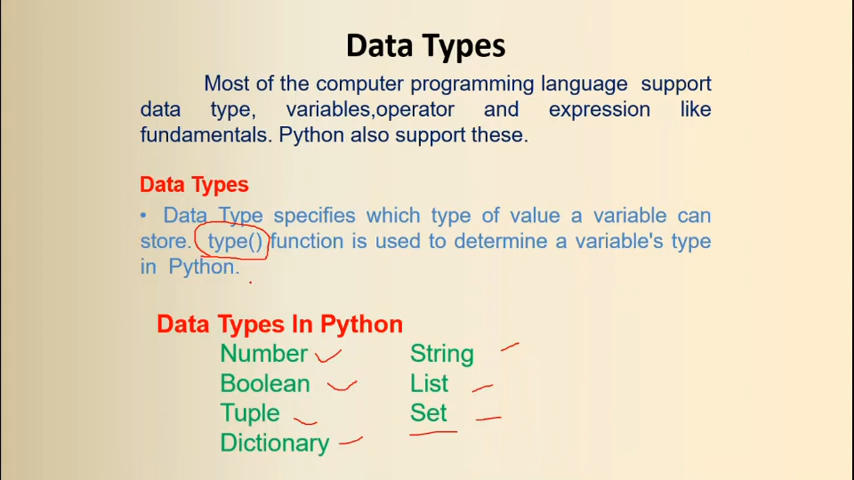 Data Types
Most of the computer programming language support
data type, variables,operator and expression like
fundamentals. Python also support these.
Data Types
• Data Type specifies which type of value a variable can
store. type() function is used to determine a variable's type
in Python.
Data Types In Python
Number String
Boolean List
Tuple Set
Dictionary